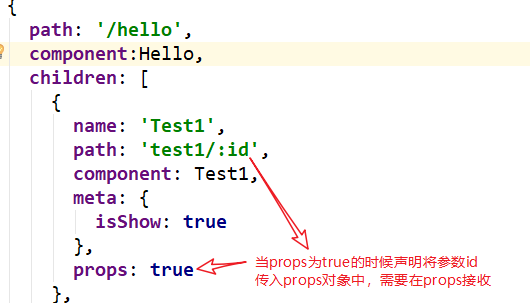 {
path: '/hello',
component:Hello,
children: [
{
name: 'Test1',
path: 'test1/:id',
component: Test1,
meta: {
isShow: true
},
props: true
},
当props为true的时候声明将参数id
传入props对象中，需要在props接收